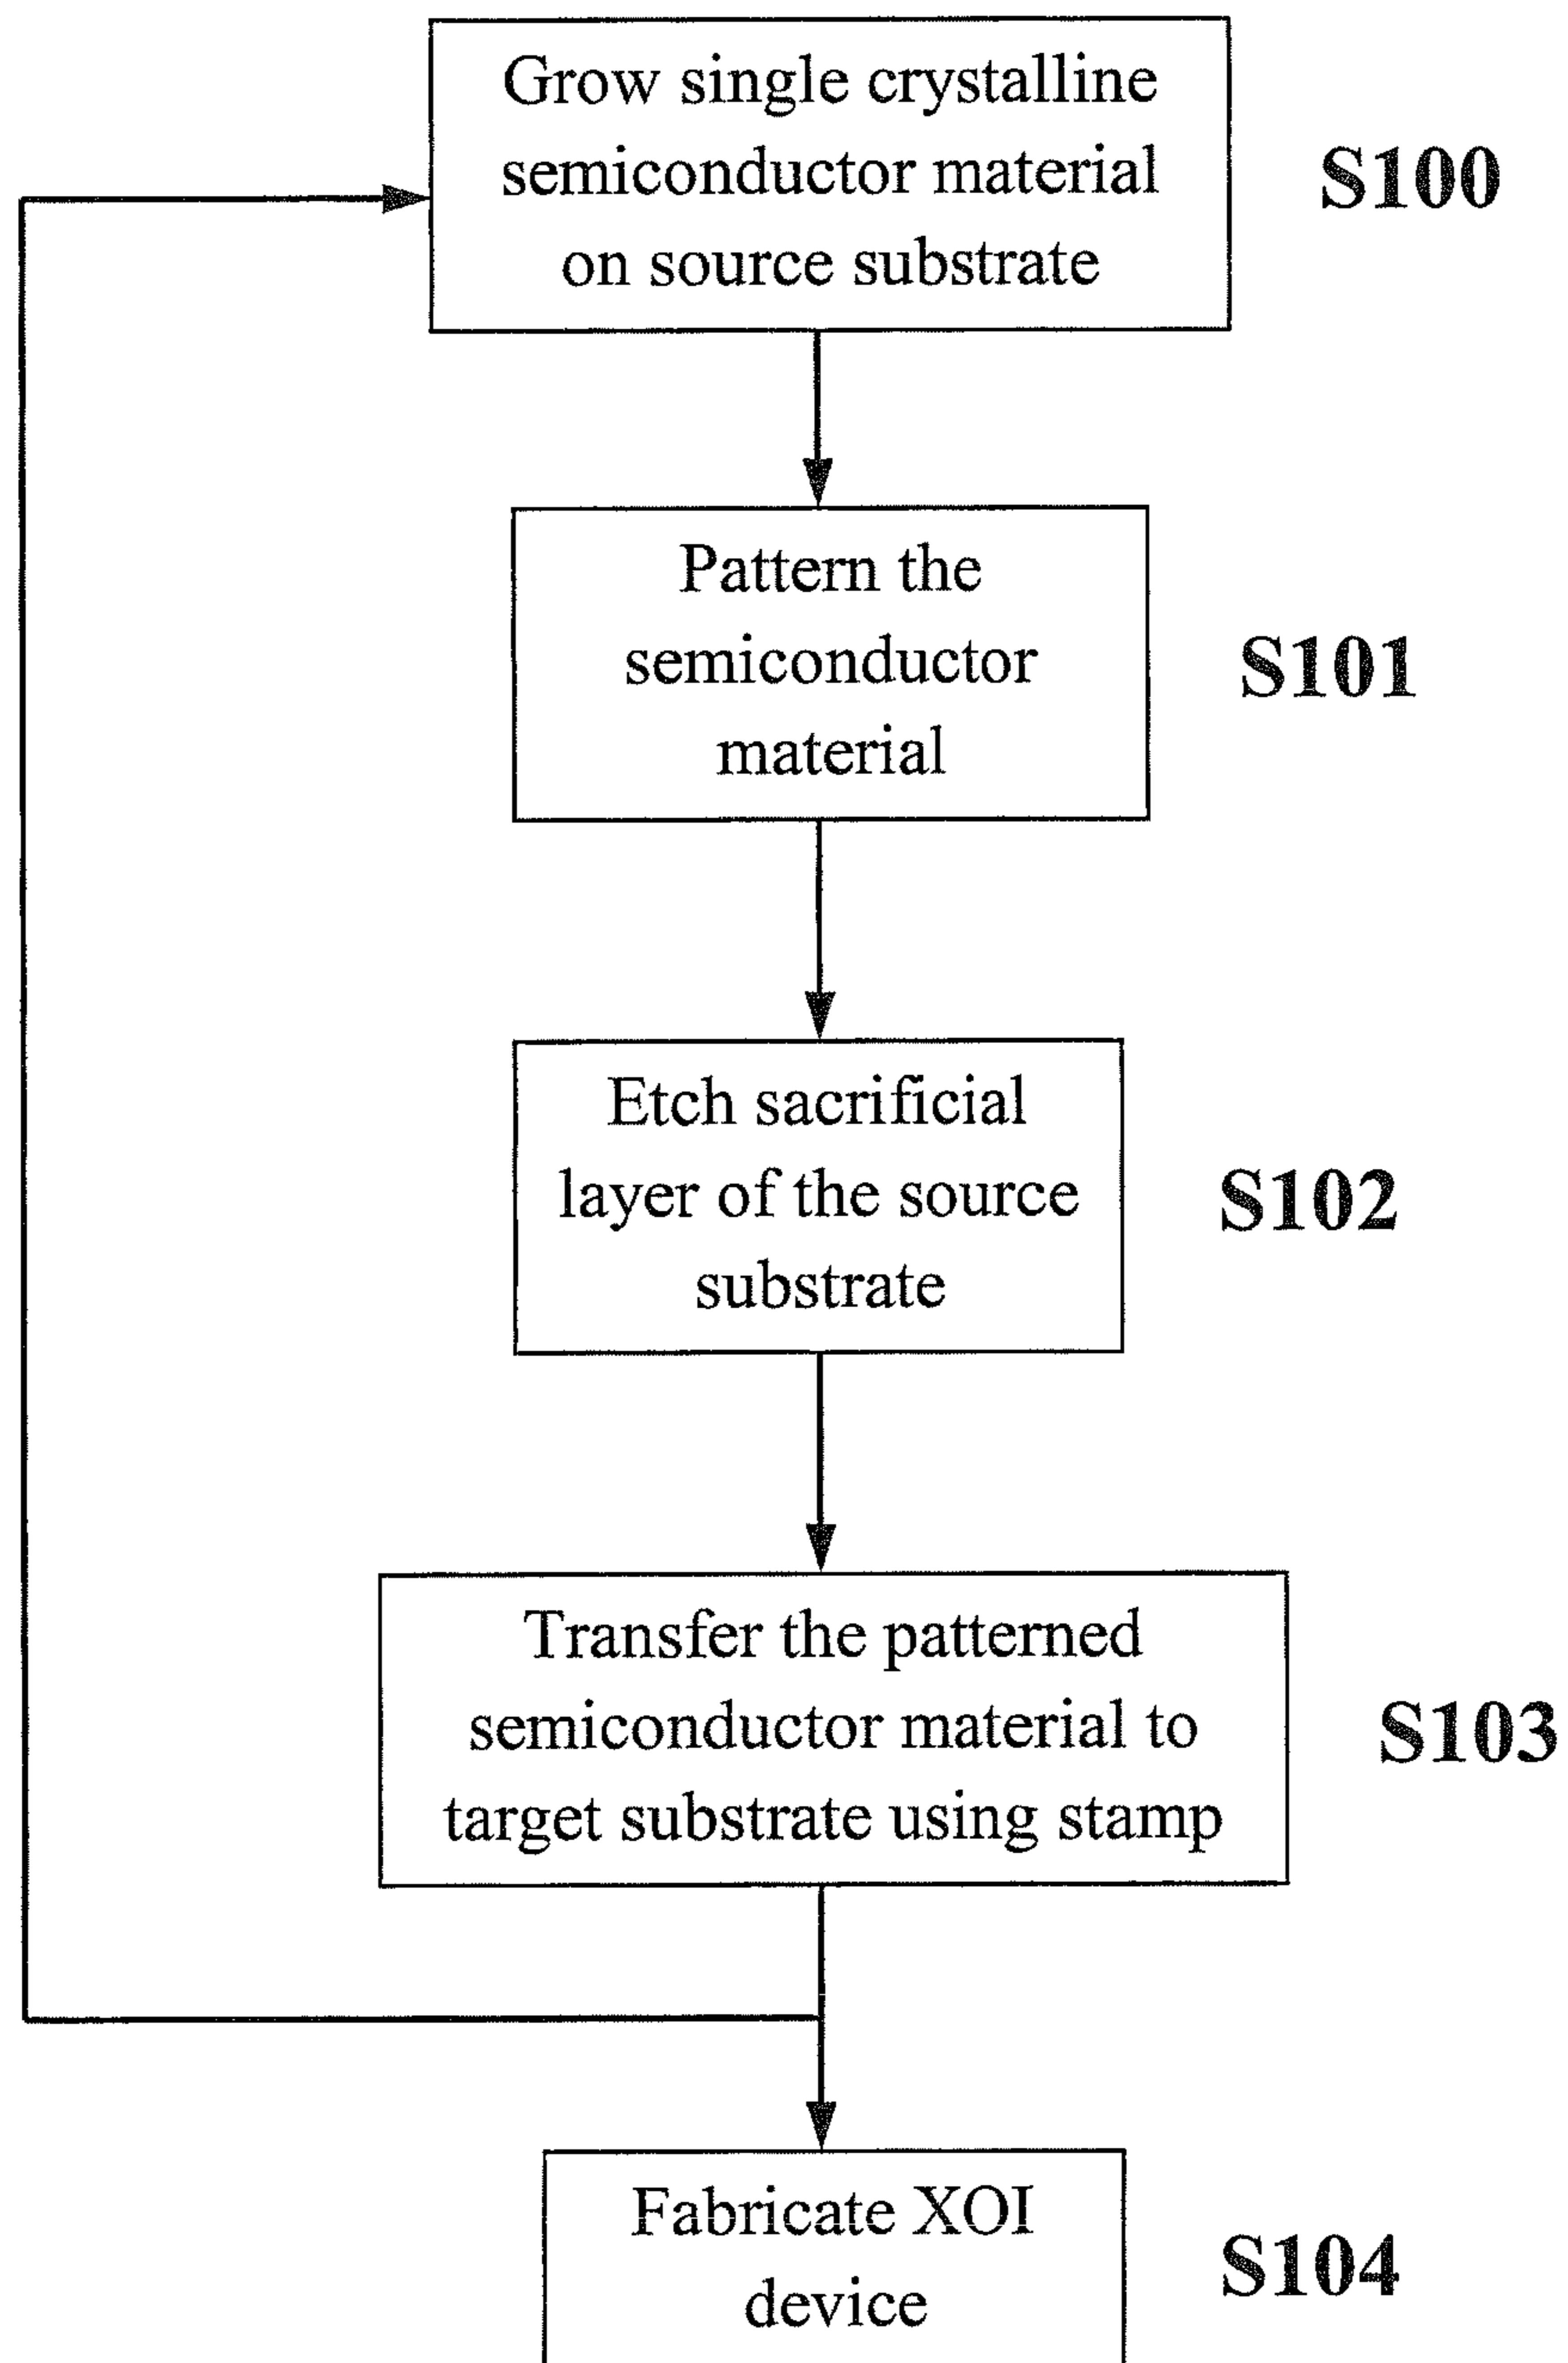 Grow single crystalline
semiconductor material
on source substrate
S100
Pattern the
semiconductor
material
S101
Etch sacrificial
layer of the source
substrate
S102
Transfer the patterned
semiconductor material to
target substrate using stamp
S103
Fabricate XOI
device
S104